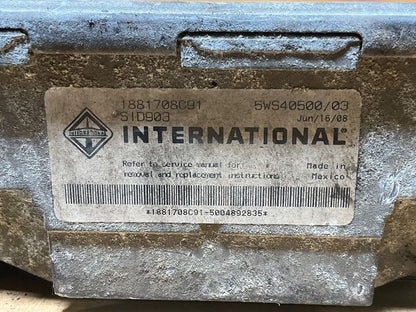 1881708C91 5WS40500/03
SID903 Jun/16/08
INTERNATIONAL
INTERNATIONAL®
Refer to service manual for Made in
removal and replacement instructions Mexico
*1881708C91-5004892835*